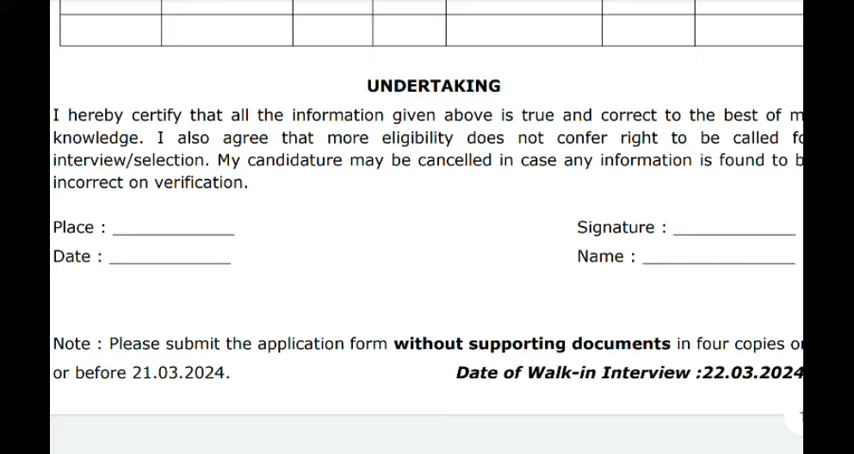 UNDERTAKING
I hereby certify that all the information given above is true and correct to the best of m
knowledge. I also agree that more eligibility does not confer right to be called fo
interview/selection. My candidature may be cancelled in case any information is found to b
incorrect on verification.
Place : ____________ Signature : ____________
Date : ____________ Name : _______________
Note : Please submit the application form without supporting documents in four copies o
or before 21.03.2024. Date of Walk-in Interview :22.03.2024